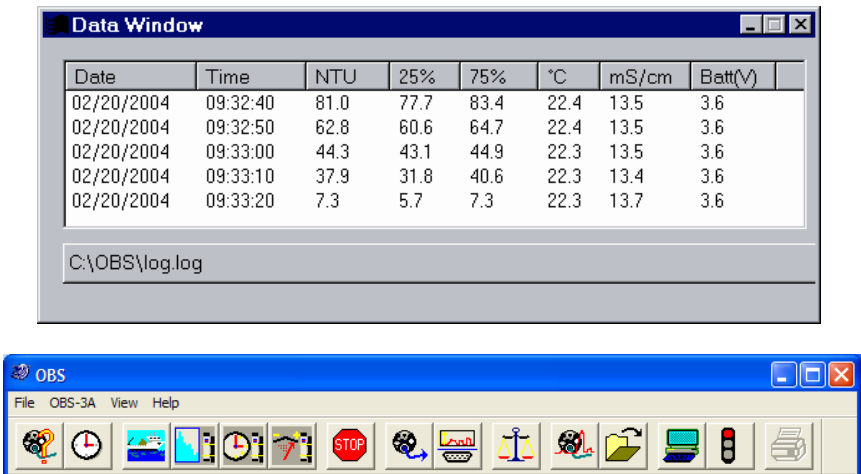 Data Window
Date Time NTU 25% 75% °C mS/cm Batt(V)
02/20/2004 09:32:40 81.0 77.7 83.4 22.4 13.5 3.6
02/20/2004 09:32:50 62.8 60.6 64.7 22.4 13.5 3.6
02/20/2004 09:33:00 44.3 43.1 44.9 22.3 13.5 3.6
02/20/2004 09:33:10 37.9 31.8 40.6 22.3 13.4 3.6
02/20/2004 09:33:20 7.3 5.7 7.3 22.3 13.7 3.6
C:\OBS\log.log
OBS
File OBS-3A View Help
STOP